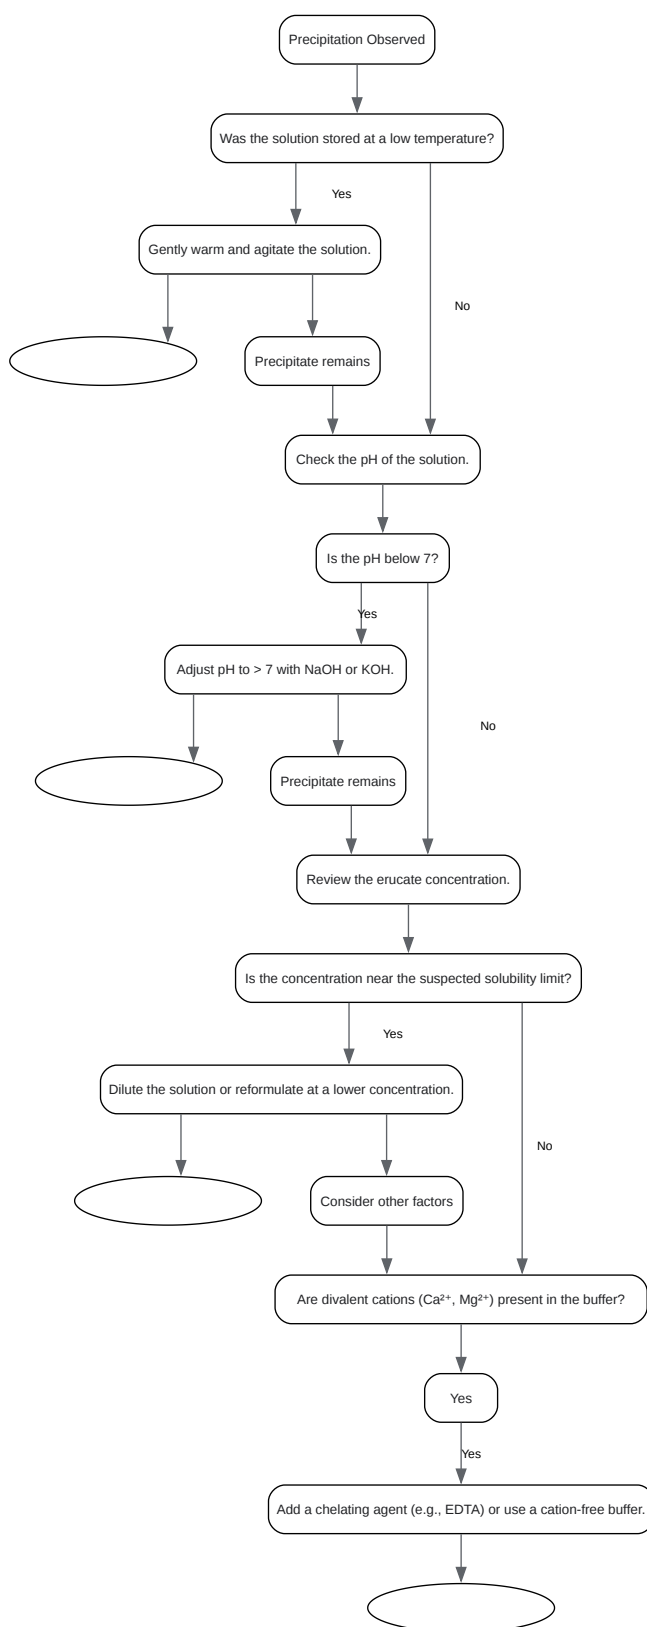 Precipitation Observed
Was the solution stored at a low temperature?
Yes
Gently warm and agitate the solution.
No
Precipitate remains
Check the pH of the solution.
Is the pH below 7?
Yes
Adjust pH to > 7 with NaOH or KOH.
No
Precipitate remains
Review the erucate concentration.
Is the concentration near the suspected solubility limit?
Yes
Dilute the solution or reformulate at a lower concentration.
No
Consider other factors
Are divalent cations (Ca²⁺, Mg²⁺) present in the buffer?
Yes
Yes
Add a chelating agent (e.g., EDTA) or use a cation-free buffer.